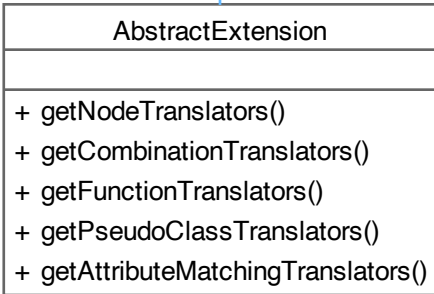 AbstractExtension
+ getNodeTranslators()
+ getCombinationTranslators()
+ getFunctionTranslators()
+ getPseudoClassTranslators()
+ getAttributeMatchingTranslators()